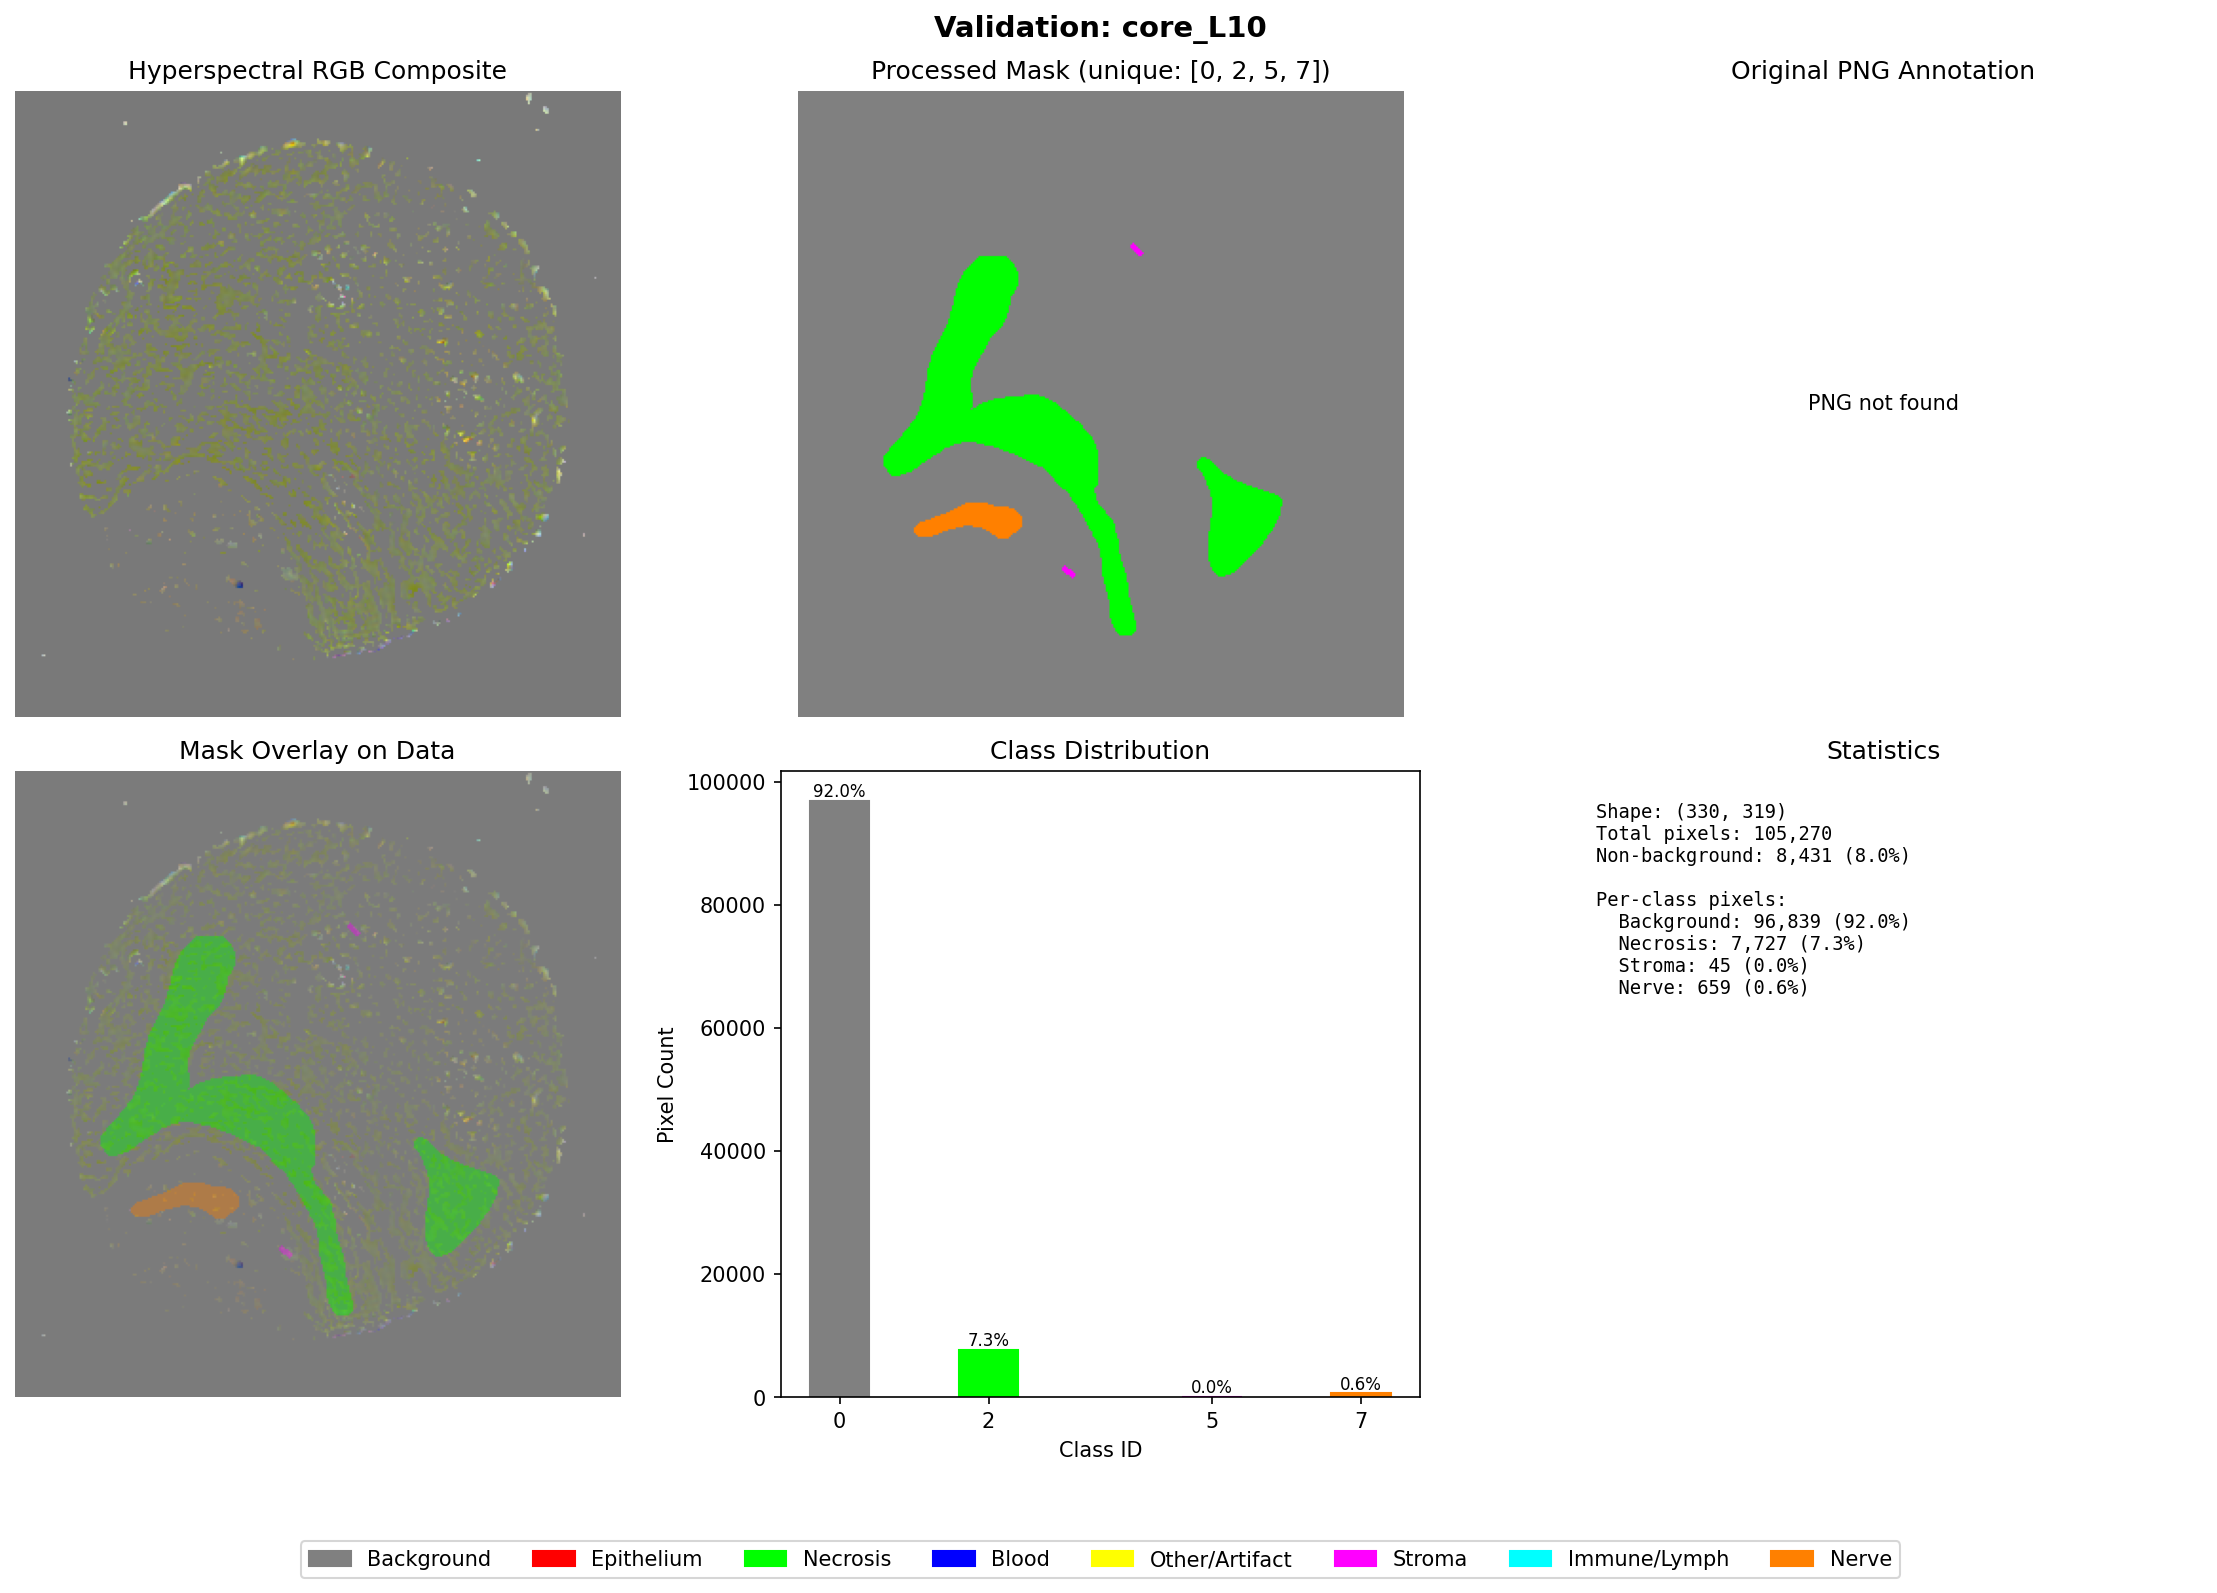 Validation: core_L10
Hyperspectral RGB Composite
Processed Mask (unique: [0, 2, 5, 7])
Original PNG Annotation
PNG not found
Mask Overlay on Data
Class Distribution
Statistics
100000
80000
60000
40000
20000
0
Pixel Count
92.0%
7.3%
0.0%
0.6%
0
2
5
7
Class ID
Shape: (330, 319)
Total pixels: 105,270
Non-background: 8,431 (8.0%)
Per-class pixels:
Background: 96,839 (92.0%)
Necrosis: 7,727 (7.3%)
Stroma: 45 (0.0%)
Nerve: 659 (0.6%)
Background
Epithelium
Necrosis
Blood
Other/Artifact
Stroma
Immune/Lymph
Nerve